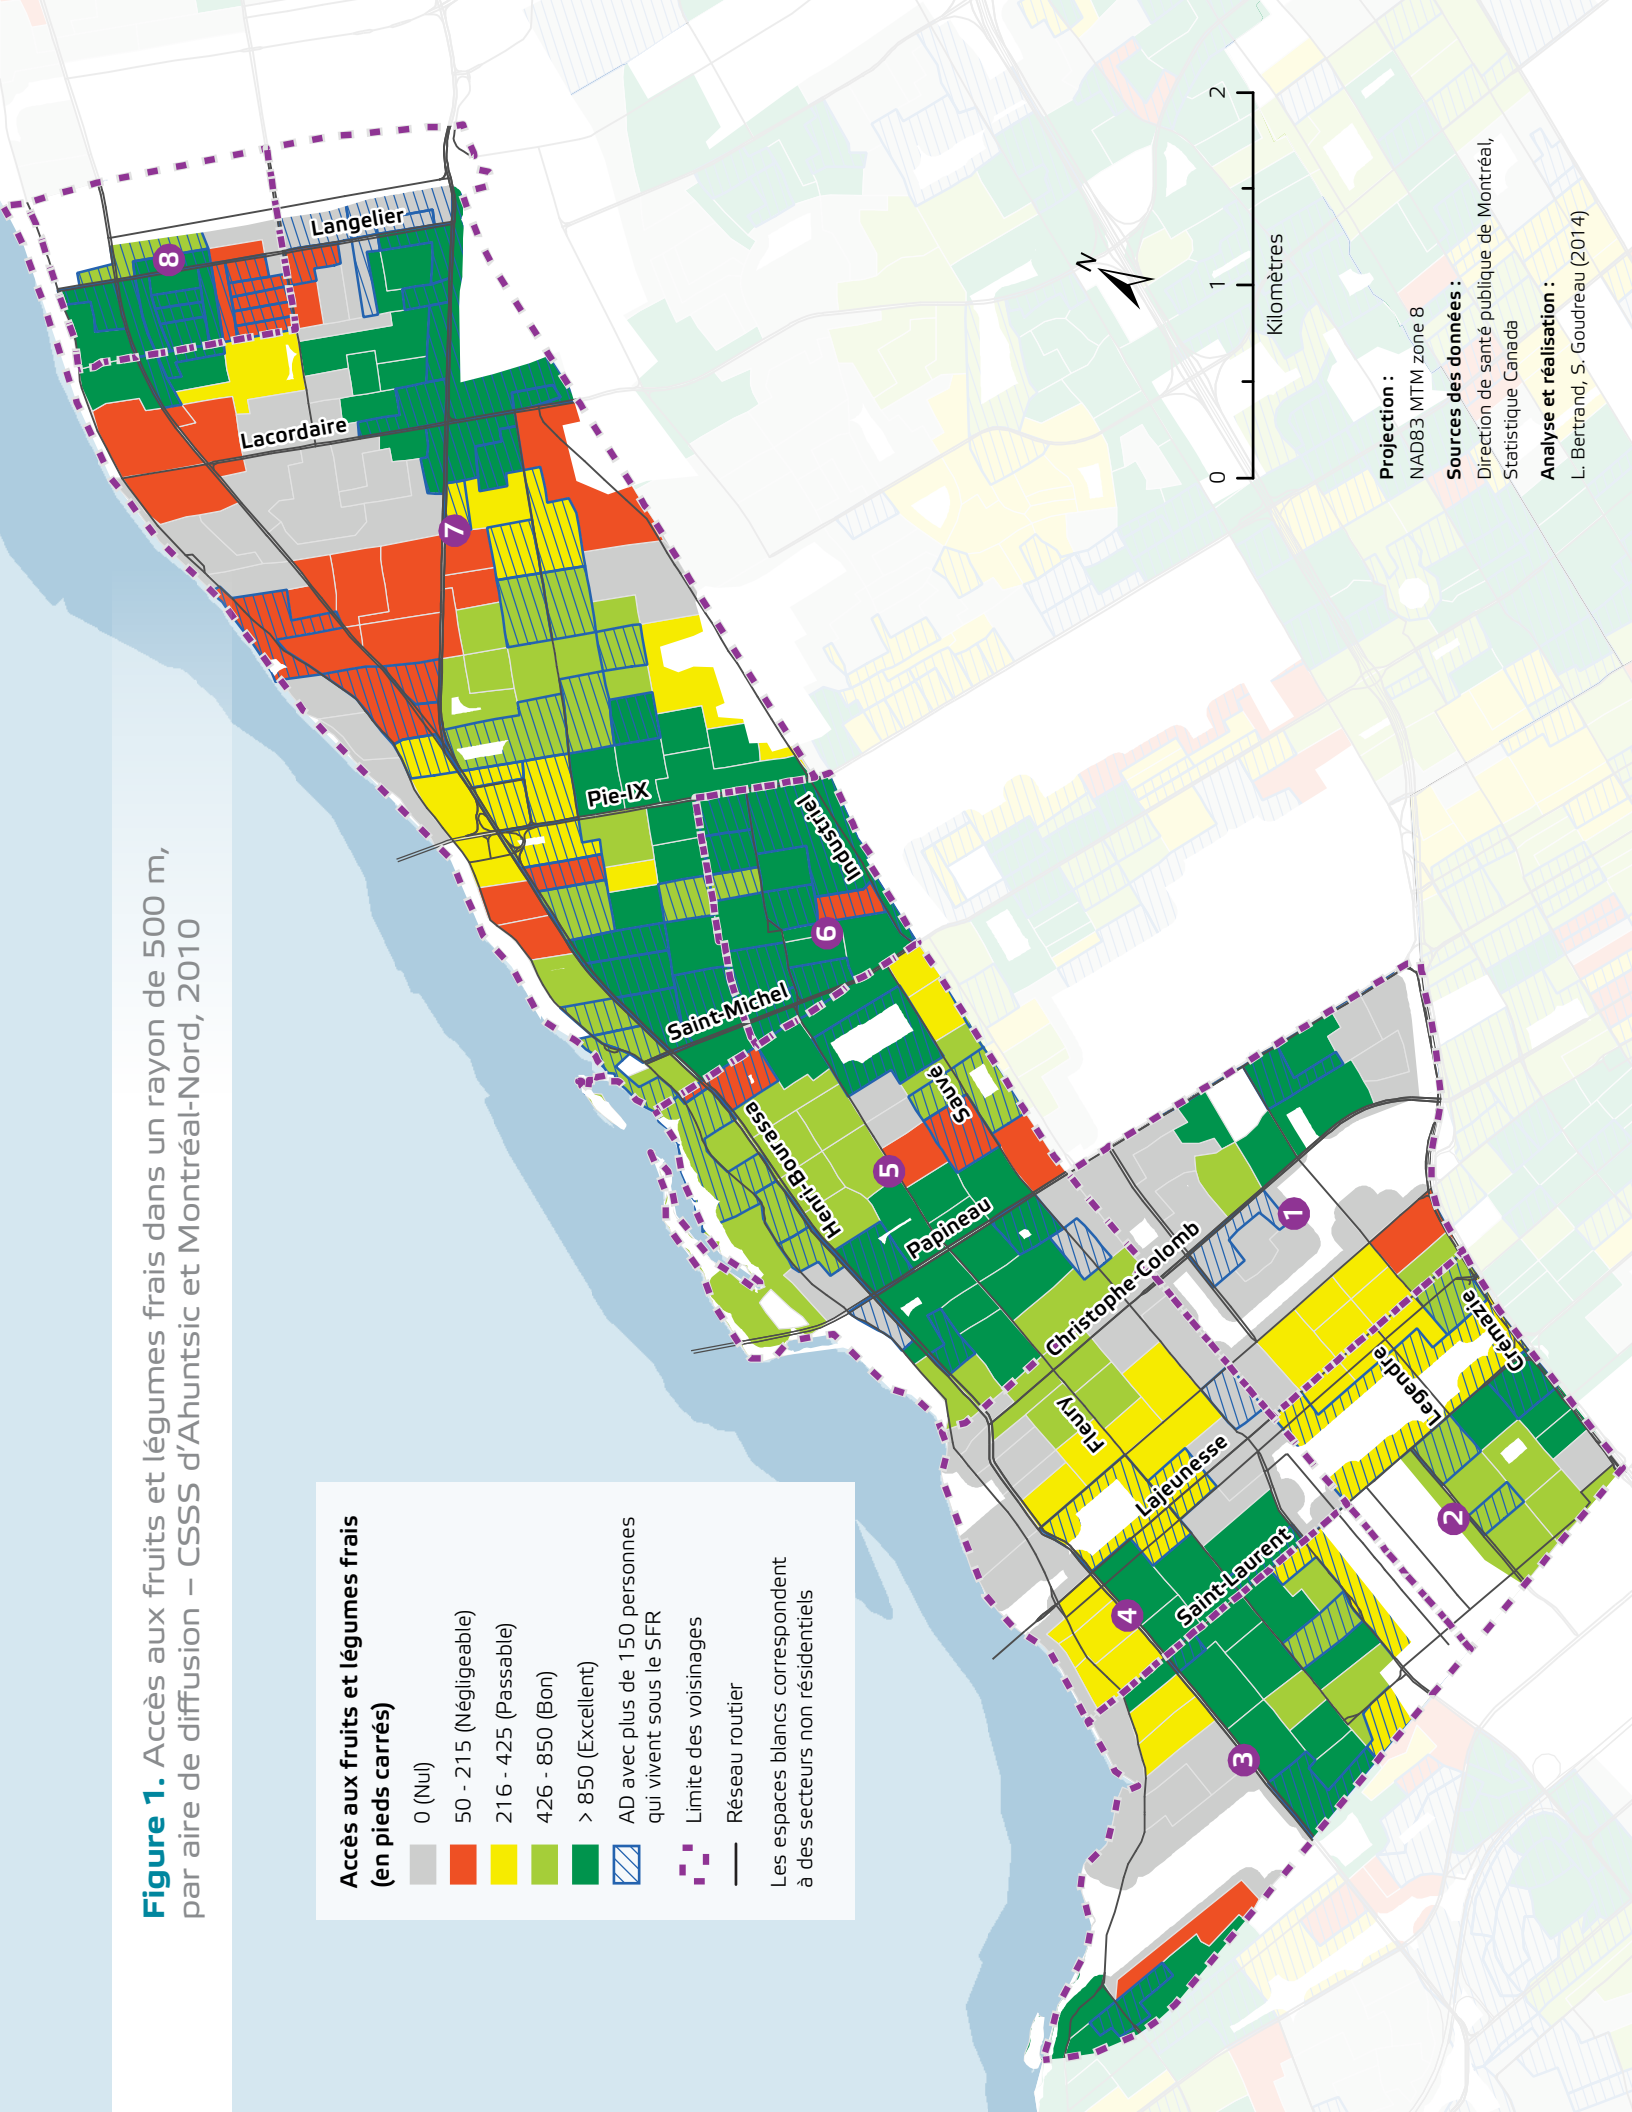 Figure 1. Accès aux fruits et légumes frais dans un rayon de 500 m,
par aire de diffusion – CSSS d'Ahuntsic et Montréal-Nord, 2010
Accès aux fruits et légumes frais
(en pieds carrés)
0 (Nul)
50 - 215 (Négligeable)
216 - 425 (Passable)
426 - 850 (Bon)
> 850 (Excellent)
AD avec plus de 150 personnes
qui vivent sous le SFR
Limite des voisinages
Réseau routier
Les espaces blancs correspondent
à des secteurs non résidentiels
Langelier
Lacordaire
Pie-IX
Industriel
Saint-Michel
Sauvé
Henri-Bourassa
Papineau
Christophe-Colomb
Fleury
Lajeunesse
Legendre
Crémazie
Saint-Laurent
1
2
3
4
5
6
7
8
N
0 1 2
Kilomètres
Projection :
NAD83 MTM zone 8
Sources des données :
Direction de santé publique de Montréal,
Statistique Canada
Analyse et réalisation :
L. Bertrand, S. Goudreau (2014)